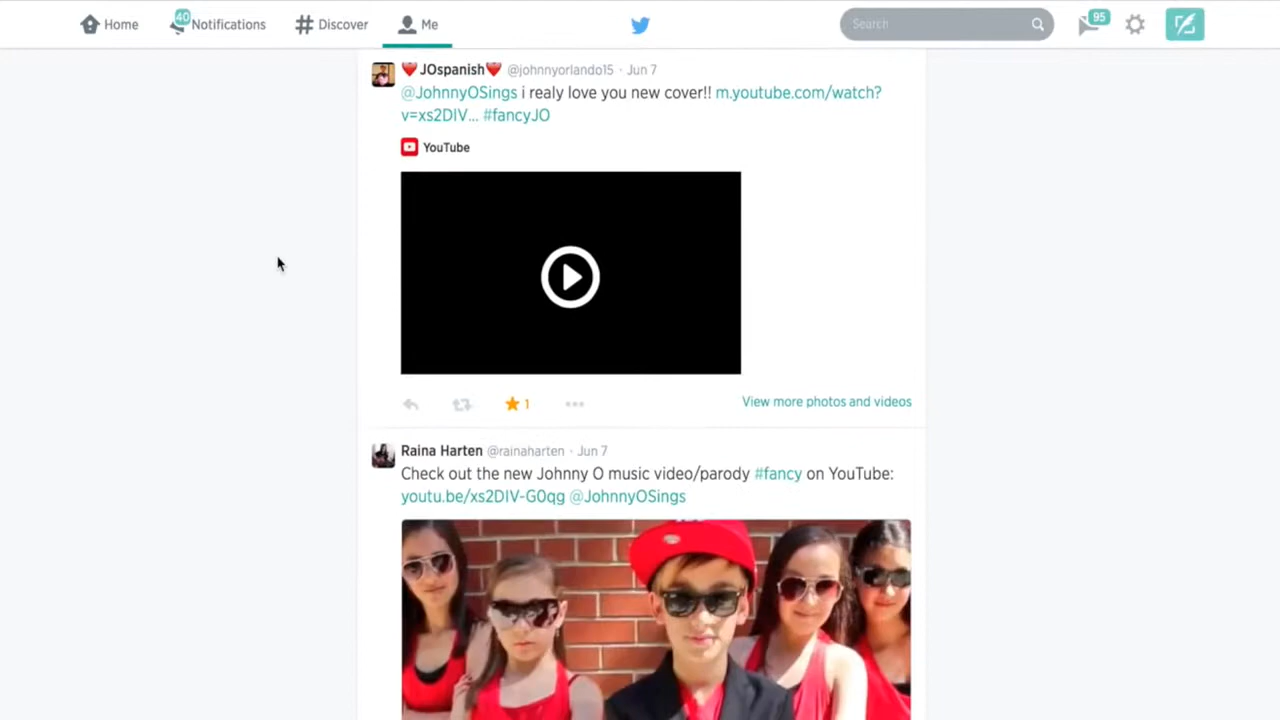 Home
40
Notifications
Discover
Me
Search
95
JOspanish @johnnyorlando15 · Jun 7
@JohnnyOSings i realy love you new cover!! m.youtube.com/watch?
v=xs2DIV... #fancyJO
YouTube
1
View more photos and videos
Raina Harten @rainaharten · Jun 7
Check out the new Johnny O music video/parody #fancy on YouTube:
youtu.be/xs2DIV-G0qg @JohnnyOSings